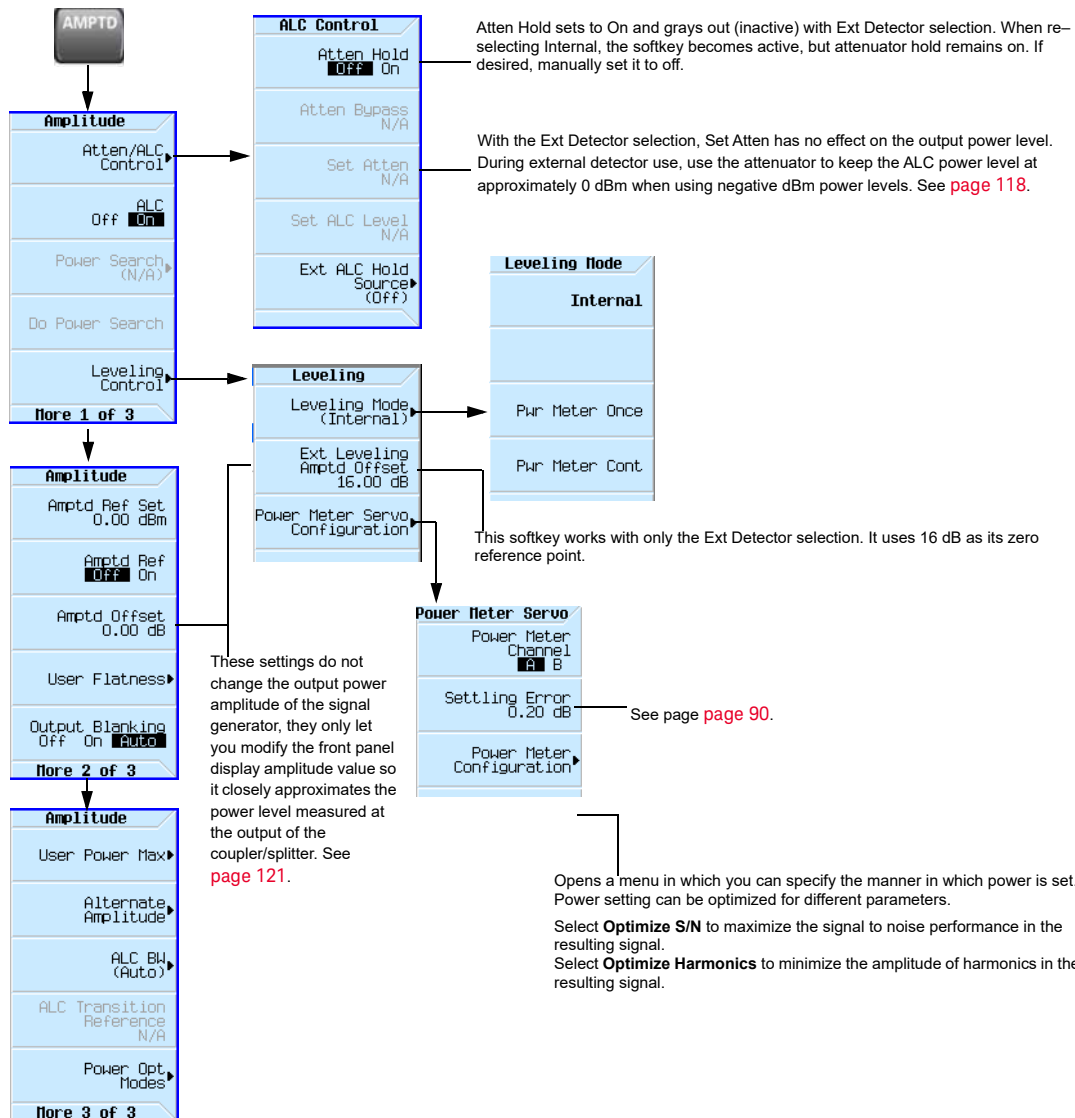 AMPTD
Amplitude
Atten/ALC
Control
ALC
Off On
Power Search
(N/A)
Do Power Search
Leveling
Control
More 1 of 3
ALC Control
Atten Hold
Off On
Atten Bypass
N/A
Set Atten
N/A
Set ALC Level
N/A
Ext ALC Hold
Source
(Off)
Atten Hold sets to On and grays out (inactive) with Ext Detector selection. When re–
selecting Internal, the softkey becomes active, but attenuator hold remains on. If
desired, manually set it to off.
With the Ext Detector selection, Set Atten has no effect on the output power level.
During external detector use, use the attenuator to keep the ALC power level at
approximately 0 dBm when using negative dBm power levels. See page 118.
Leveling Mode
Internal
Pwr Meter Once
Pwr Meter Cont
Leveling
Leveling Mode
(Internal)
Ext Leveling
Amptd Offset
16.00 dB
Power Meter Servo
Configuration
This softkey works with only the Ext Detector selection. It uses 16 dB as its zero
reference point.
Amplitude
Amptd Ref Set
0.00 dBm
Amptd Ref
Off On
Amptd Offset
0.00 dB
User Flatness
Output Blanking
Off On Auto
More 2 of 3
These settings do not
change the output power
amplitude of the signal
generator, they only let
you modify the front panel
display amplitude value so
it closely approximates the
power level measured at
the output of the
coupler/splitter. See
page 121.
Power Meter Servo
Power Meter
Channel
A B
Settling Error
0.20 dB
Power Meter
Configuration
See page page 90.
Amplitude
User Power Max
Alternate
Amplitude
ALC BW
(Auto)
ALC Transition
Reference
N/A
Power Opt
Modes
More 3 of 3
Opens a menu in which you can specify the manner in which power is set.
Power setting can be optimized for different parameters.
Select Optimize S/N to maximize the signal to noise performance in the
resulting signal.
Select Optimize Harmonics to minimize the amplitude of harmonics in the
resulting signal.